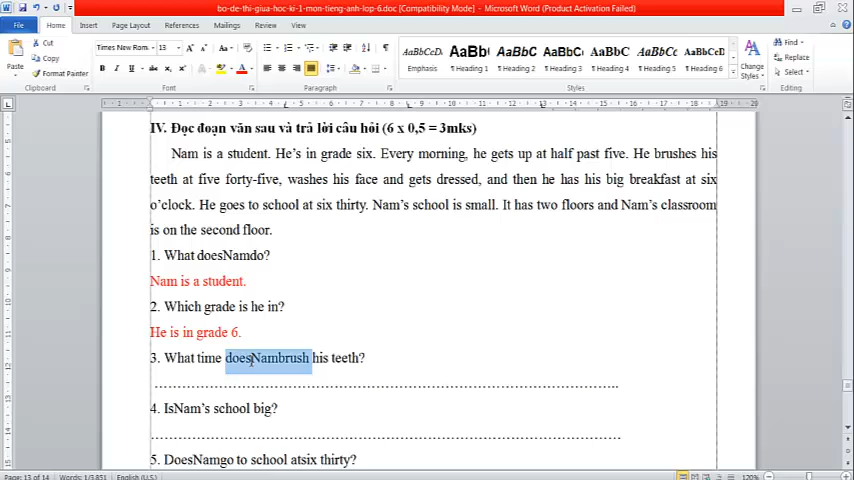 bo-de-thi-giua-hoc-ki-1-mon-tieng-anh-lop-6.doc [Compatibility Mode] - Microsoft Word (Product Activation Failed)
File Home Insert Page Layout References Mailings Review View
Paste Cut Copy Format Painter
Clipboard
Times New Rom 13
Font
Paragraph
AaBbCcDc AaBb( AaBbC AaBbCc AaBbC AaBbCc AaBbCc
Emphasis ¶ Heading 1 ¶ Heading 2 ¶ Heading 3 ¶ Heading 4 ¶ Heading 5 ¶ Heading 6
Styles
Change Styles
Find Replace Select
Editing
IV. Đọc đoạn văn sau và trả lời câu hỏi (6 x 0,5 = 3mks)
Nam is a student. He's in grade six. Every morning, he gets up at half past five. He brushes his
teeth at five forty-five, washes his face and gets dressed, and then he has his big breakfast at six
o'clock. He goes to school at six thirty. Nam's school is small. It has two floors and Nam's classroom
is on the second floor.
1. What doesNamdo?
Nam is a student.
2. Which grade is he in?
He is in grade 6.
3. What time doesNambrush his teeth?
4. IsNam's school big?
5. DoesNamgo to school atsix thirty?
Page: 13 of 14 Words: 1/3.851 English (U.S.) 120%